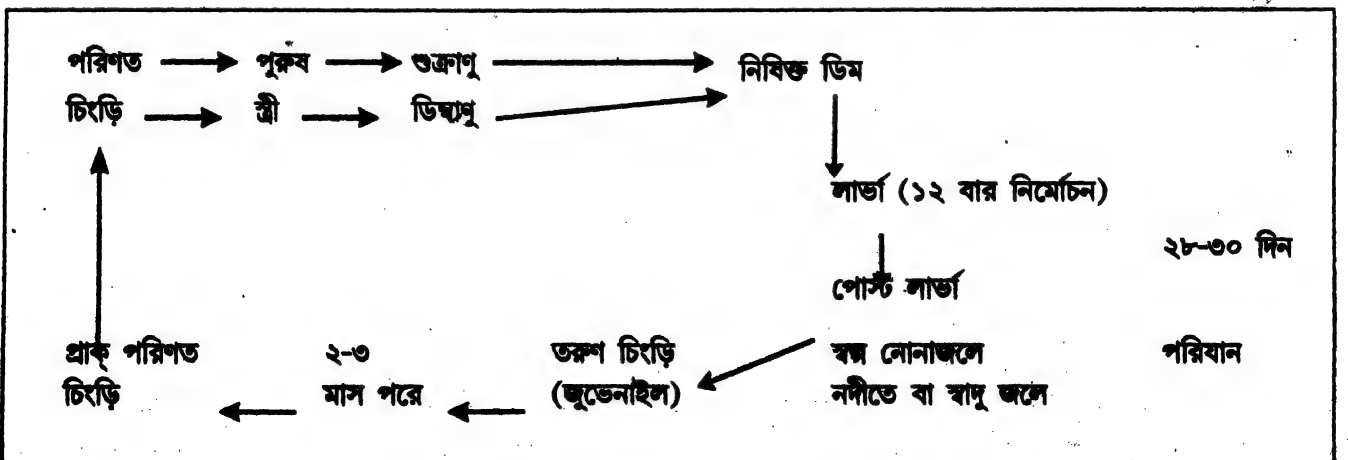 পরিণত পুরুষ শুক্রাণু নিষিক্ত ডিম
চিংড়ি স্ত্রী ডিম্বাণু
লার্ভা (১২ বার নির্মোচন)
২৮-৩০ দিন
পোস্ট লার্ভা
প্রাক্ পরিণত ২-৩ তরুণ চিংড়ি স্বল্প নোনাজলে পরিযান
চিংড়ি মাস পরে (জুভেনাইল) নদীতে বা স্বাদু জলে